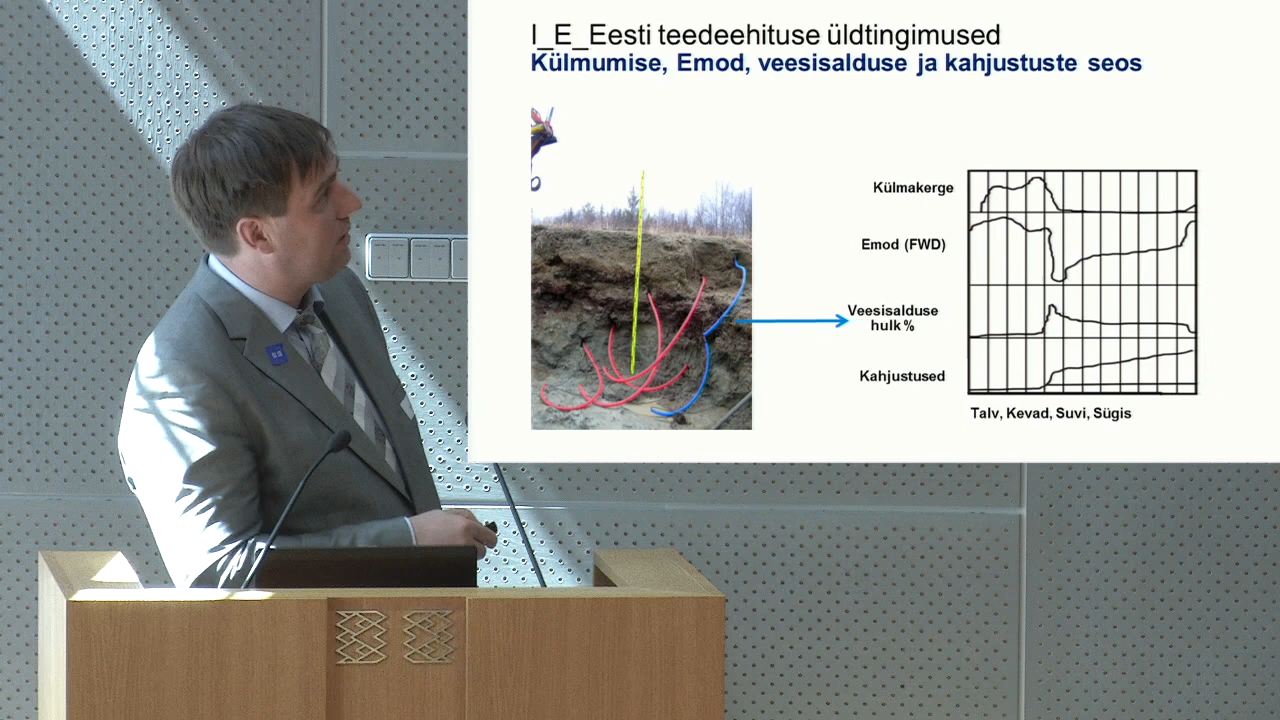 I_E_Eesti teedeehituse üldtingimused
Külmumise, Emod, veesisalduse ja kahjustuste seos
Külmakerge
Emod (FWD)
Veesisalduse
hulk %
Kahjustused
Talv, Kevad, Suvi, Sügis